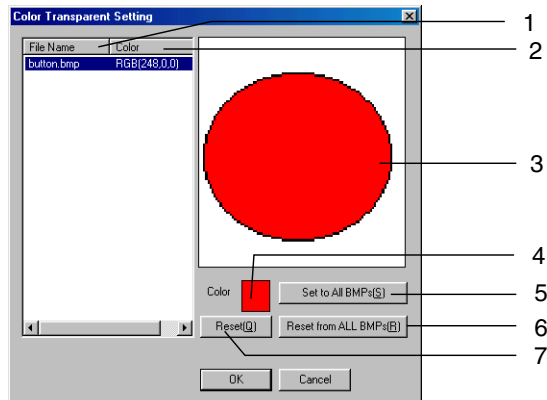 Color Transparent Setting
1
File Name Color
2
button.bmp RGB(248,0,0)
3
4
Color
Set to All BMPs(S)
5
Reset(Q)
Reset from ALL BMPs(R)
6
7
OK
Cancel